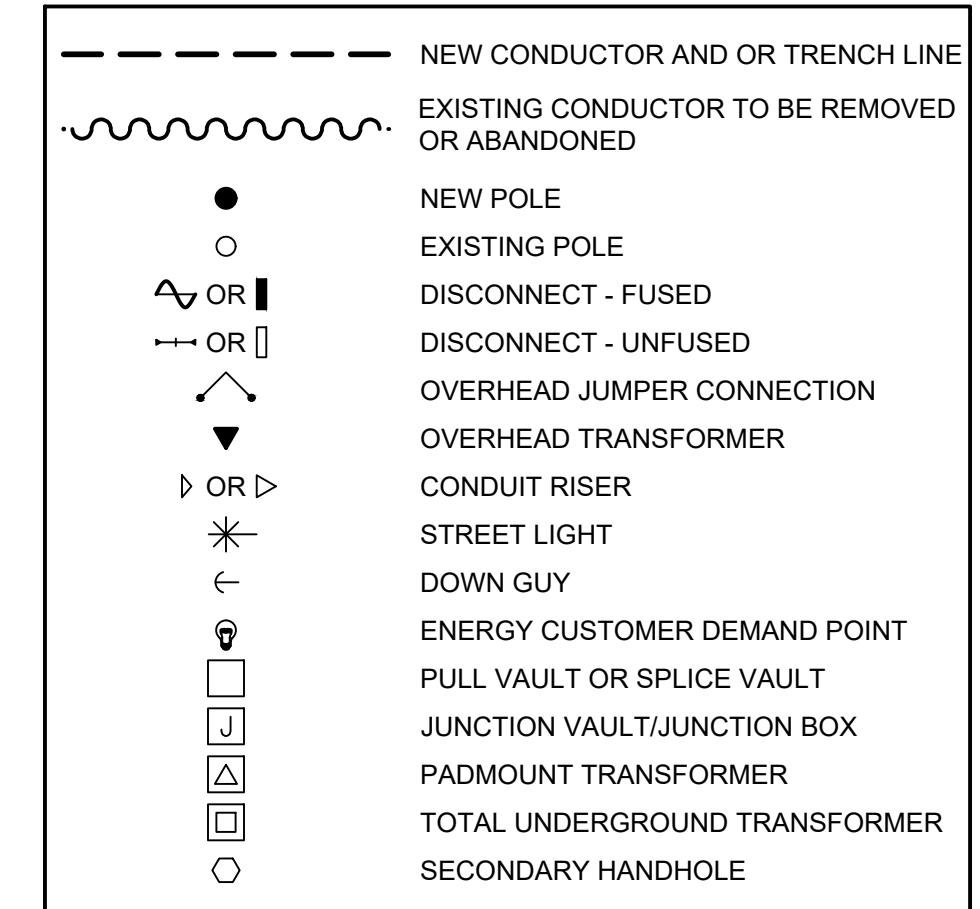 NEW CONDUCTOR AND OR TRENCH LINE
EXISTING CONDUCTOR TO BE REMOVED
OR ABANDONED
NEW POLE
EXISTING POLE
OR DISCONNECT - FUSED
OR DISCONNECT - UNFUSED
OVERHEAD JUMPER CONNECTION
OVERHEAD TRANSFORMER
OR CONDUIT RISER
STREET LIGHT
DOWN GUY
ENERGY CUSTOMER DEMAND POINT
PULL VAULT OR SPLICE VAULT
J JUNCTION VAULT/JUNCTION BOX
PADMOUNT TRANSFORMER
TOTAL UNDERGROUND TRANSFORMER
SECONDARY HANDHOLE